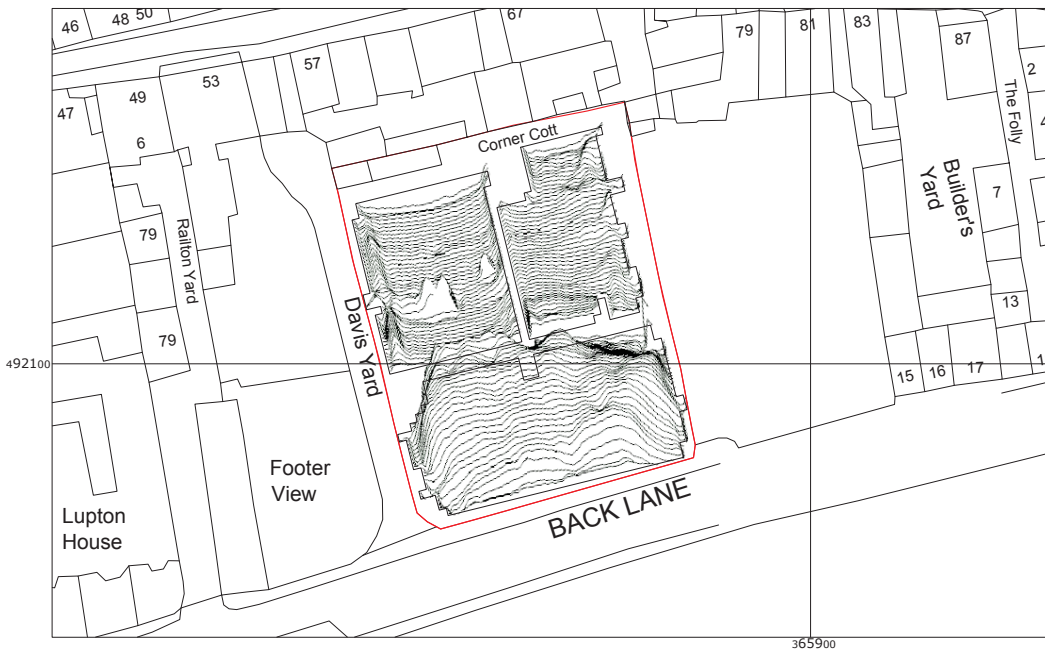 46
48
50
67
79
81
83
87
2
57
53
49
47
6
4
The Folly
Corner Cott
Builder's
Yard
7
79
Railton Yard
Davis Yard
13
79
492100
15
16
17
1
Footer
View
BACK LANE
Lupton
House
365900